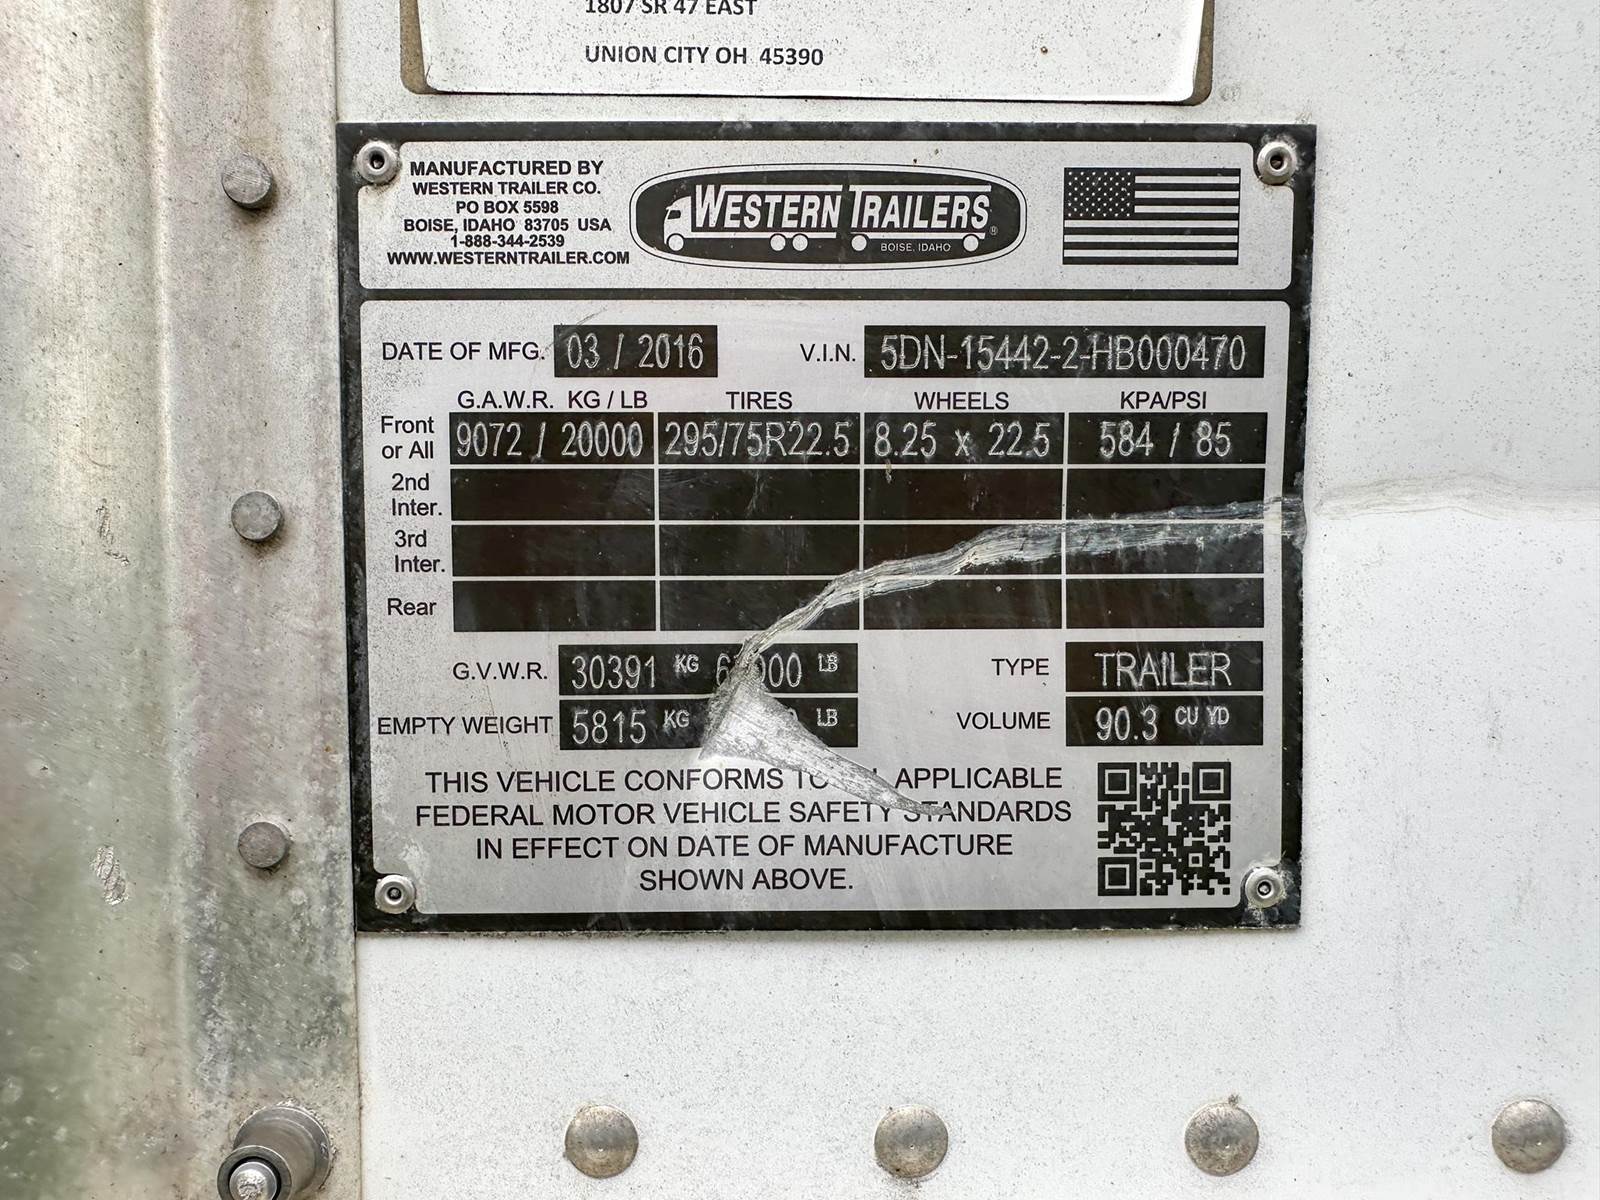 1807 SR 47 EAST
UNION CITY OH 45390
MANUFACTURED BY
WESTERN TRAILER CO.
PO BOX 5598
BOISE, IDAHO 83705 USA
1-888-344-2539
WWW.WESTERNTRAILER.COM
WESTERN TRAILERS ®
BOISE, IDAHO
DATE OF MFG. 03 / 2016 V.I.N. 5DN-15442-2-HB000470
G.A.W.R. KG / LB TIRES WHEELS KPA/PSI
Front or All 9072 / 20000 295/75R22.5 8.25 x 22.5 584 / 85
2nd Inter.
3rd Inter.
Rear
G.V.W.R. 30391 KG LB TYPE TRAILER
EMPTY WEIGHT 5815 KG LB VOLUME 90.3 CU YD
THIS VEHICLE CONFORMS APPLICABLE
FEDERAL MOTOR VEHICLE SAFETY STANDARDS
IN EFFECT ON DATE OF MANUFACTURE
SHOWN ABOVE.